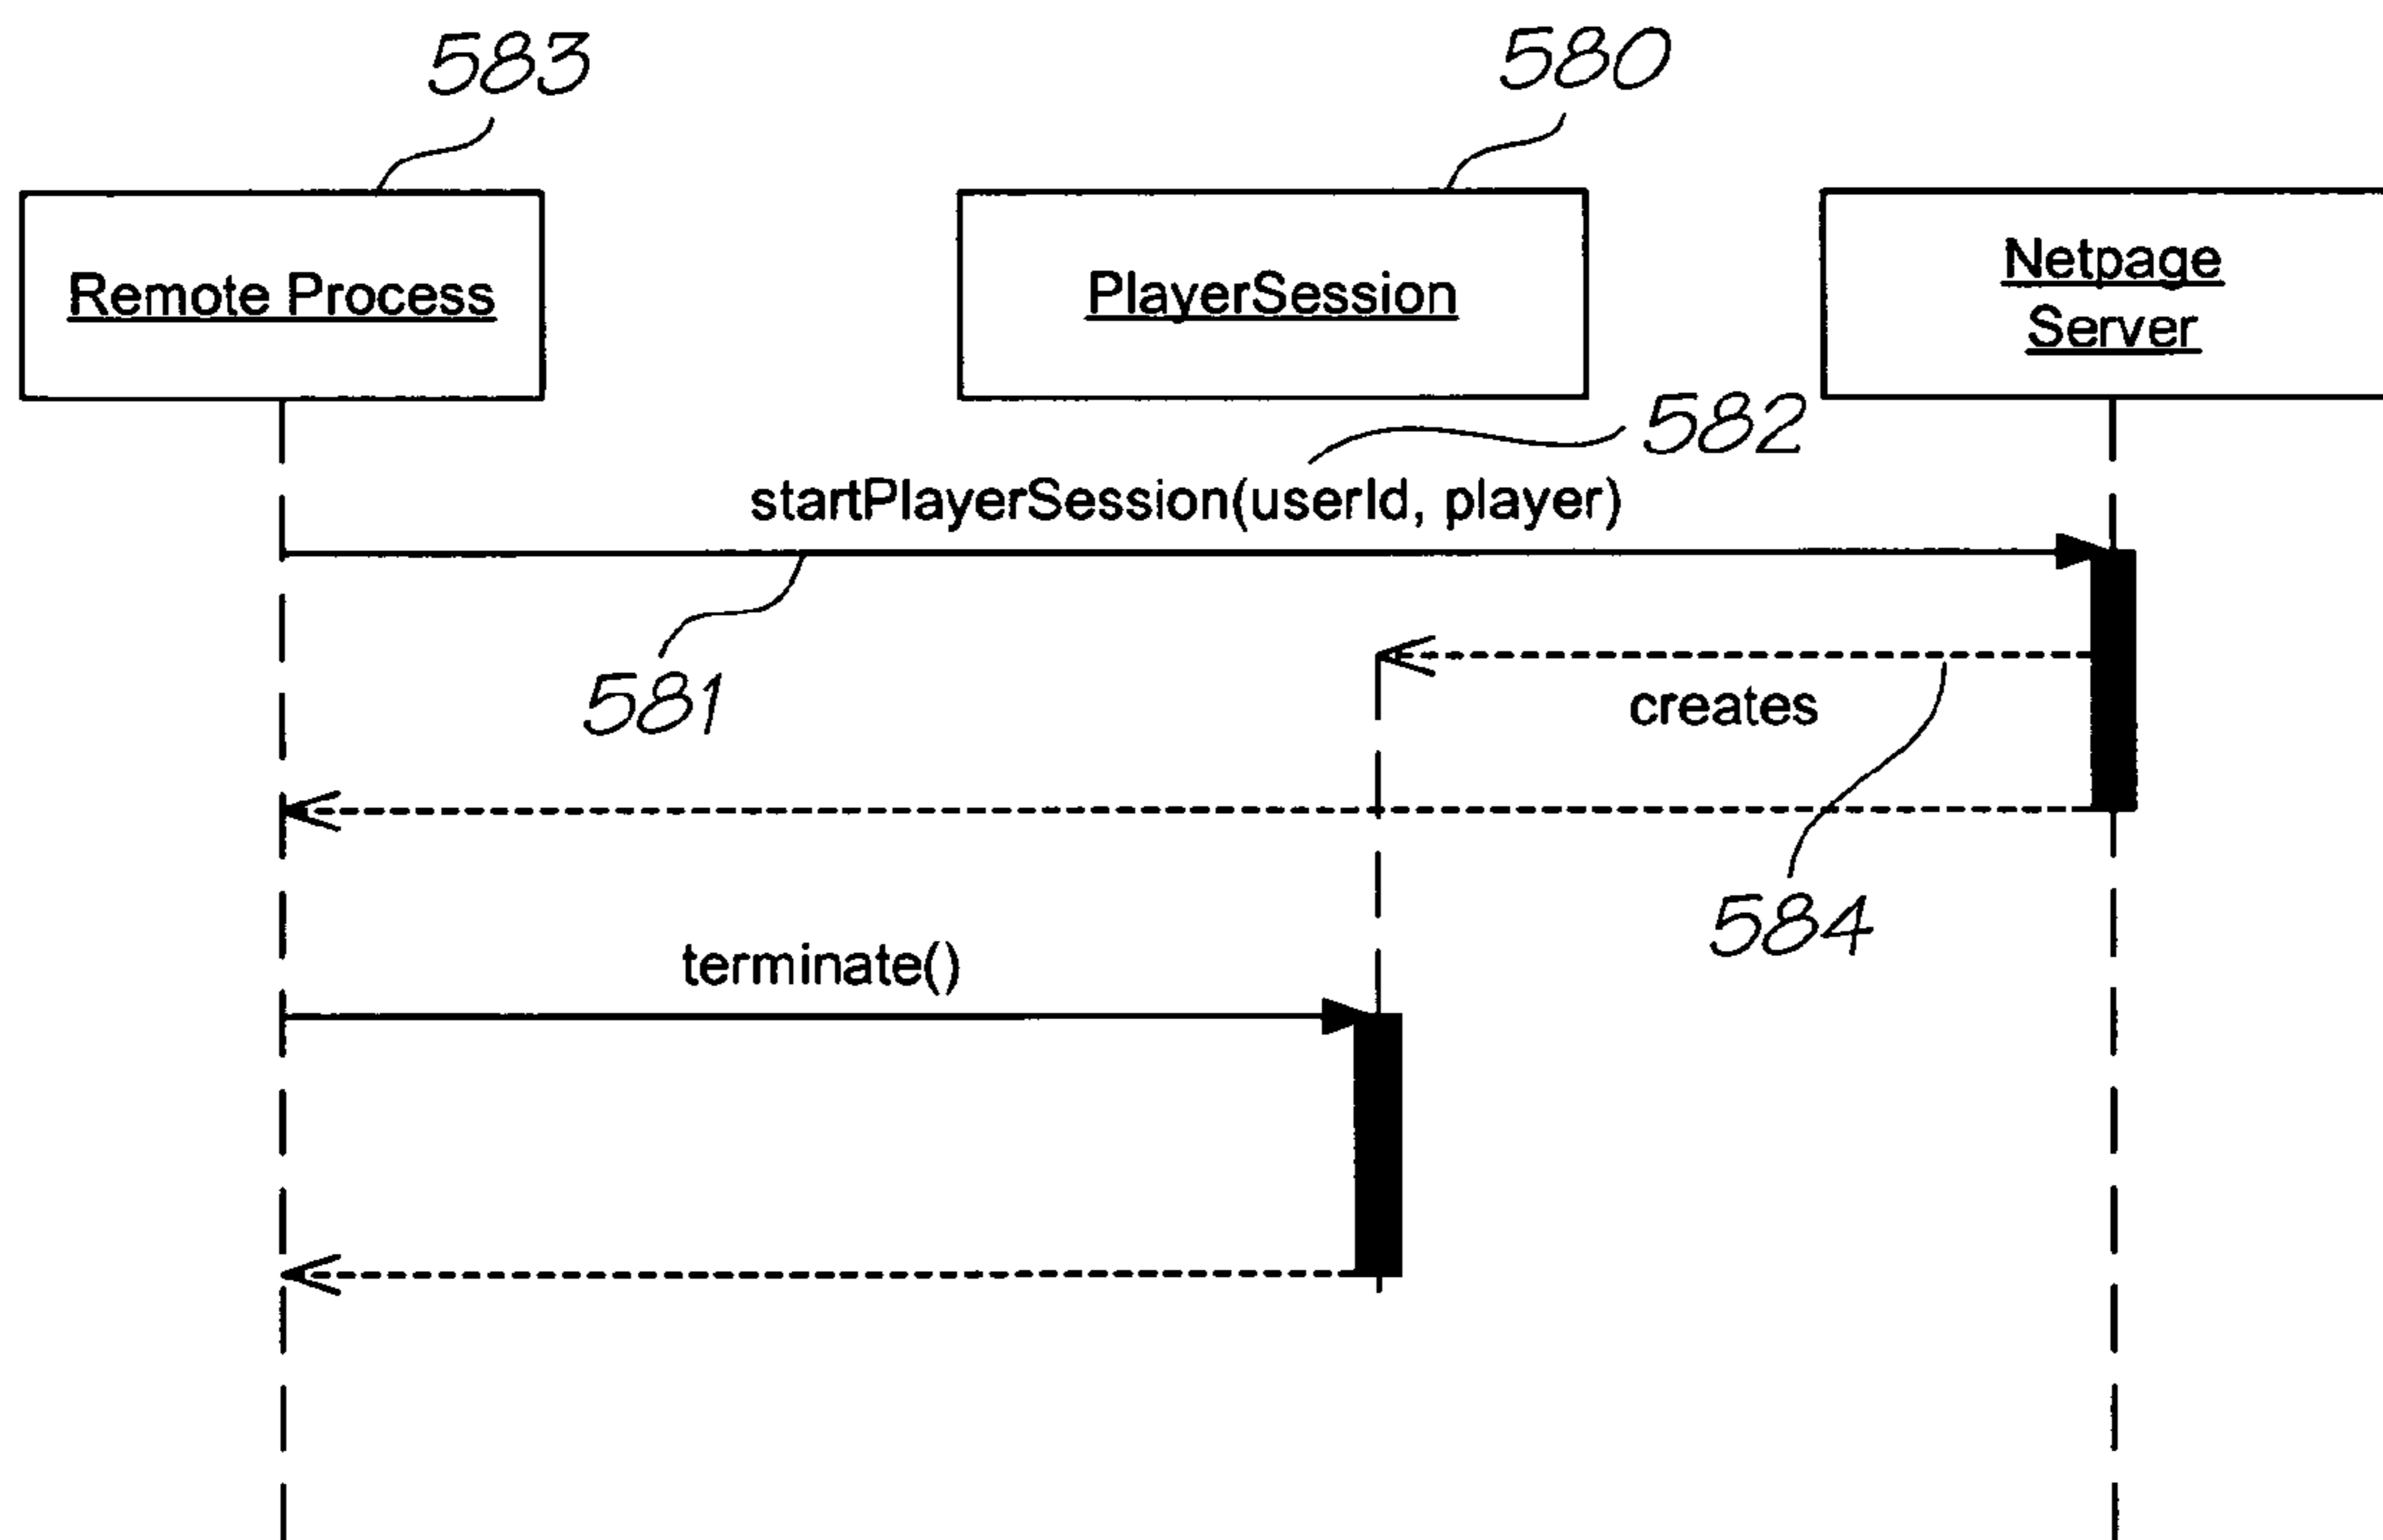 583
580
Remote Process
PlayerSession
Netpage
Server
582
startPlayerSession(userId, player)
581
creates
584
terminate()